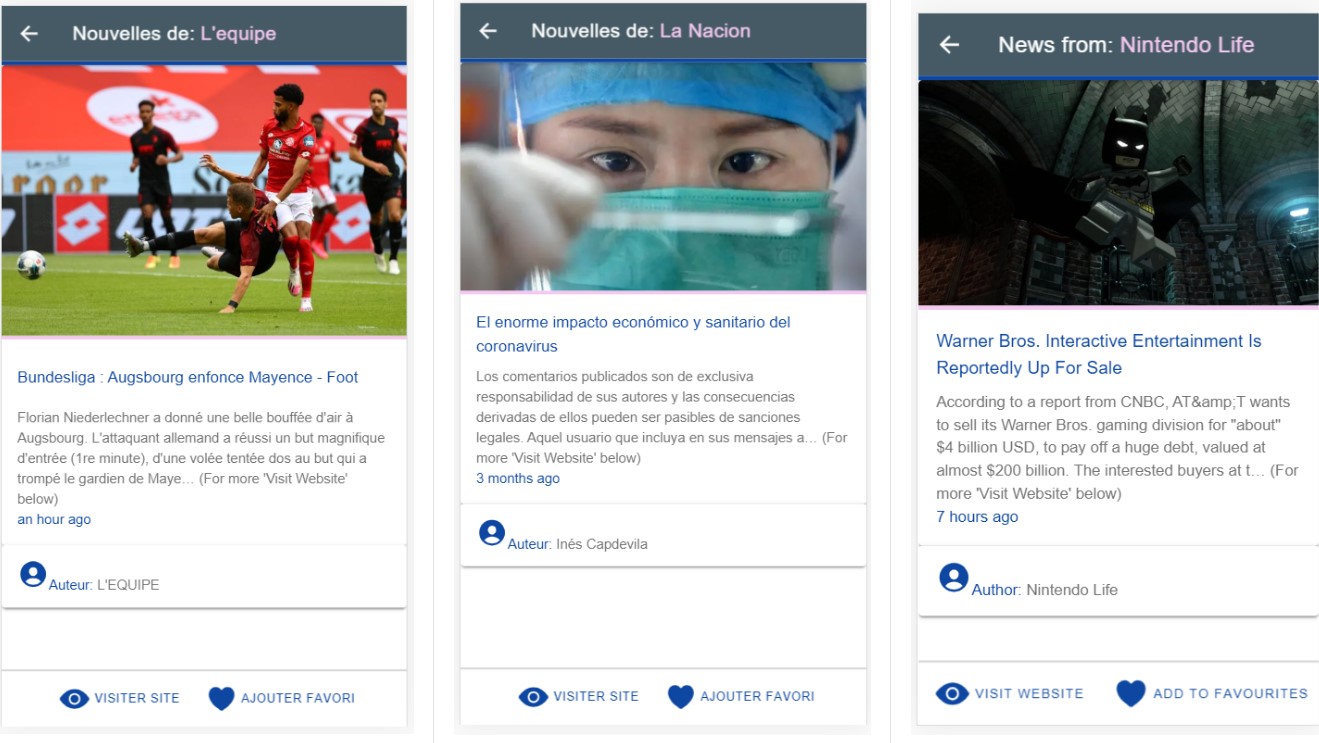 Nouvelles de: L'equipe
Bundesliga : Augsbourg enfonce Mayence - Foot
Florian Niederlechner a donné une belle bouffée d'air à
Augsbourg. L'attaquant allemand a réussi un but magnifique
d'entrée (1re minute), d'une volée tentée dos au but qui a
trompé le gardien de Maye… (For more 'Visit Website'
below)
an hour ago
Auteur: L'EQUIPE
VISITER SITE
AJOUTER FAVORI
Nouvelles de: La Nacion
El enorme impacto económico y sanitario del
coronavirus
Los comentarios publicados son de exclusiva
responsabilidad de sus autores y las consecuencias
derivadas de ellos pueden ser pasibles de sanciones
legales. Aquel usuario que incluya en sus mensajes a… (For
more 'Visit Website' below)
3 months ago
Auteur: Inés Capdevila
VISITER SITE
AJOUTER FAVORI
News from: Nintendo Life
Warner Bros. Interactive Entertainment Is
Reportedly Up For Sale
According to a report from CNBC, AT&amp;T wants
to sell its Warner Bros. gaming division for "about"
$4 billion USD, to pay off a huge debt, valued at
almost $200 billion. The interested buyers at t… (For
more 'Visit Website' below)
7 hours ago
Author: Nintendo Life
VISIT WEBSITE
ADD TO FAVOURITES